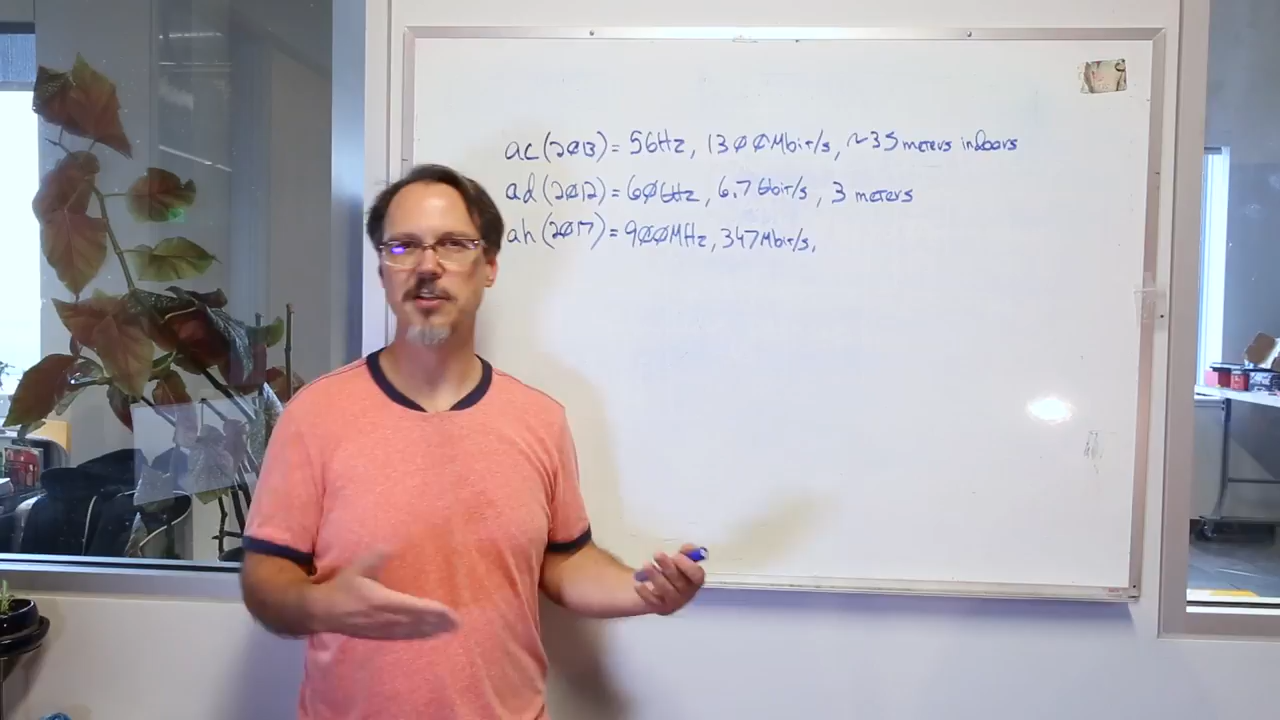 ac (2013) = 5GHz, 1300Mbit/s, ~35 meters indoors
ad (2012) = 60GHz, 6.7Gbit/s, 3 meters
ah (2017) = 900MHz, 347Mbit/s,